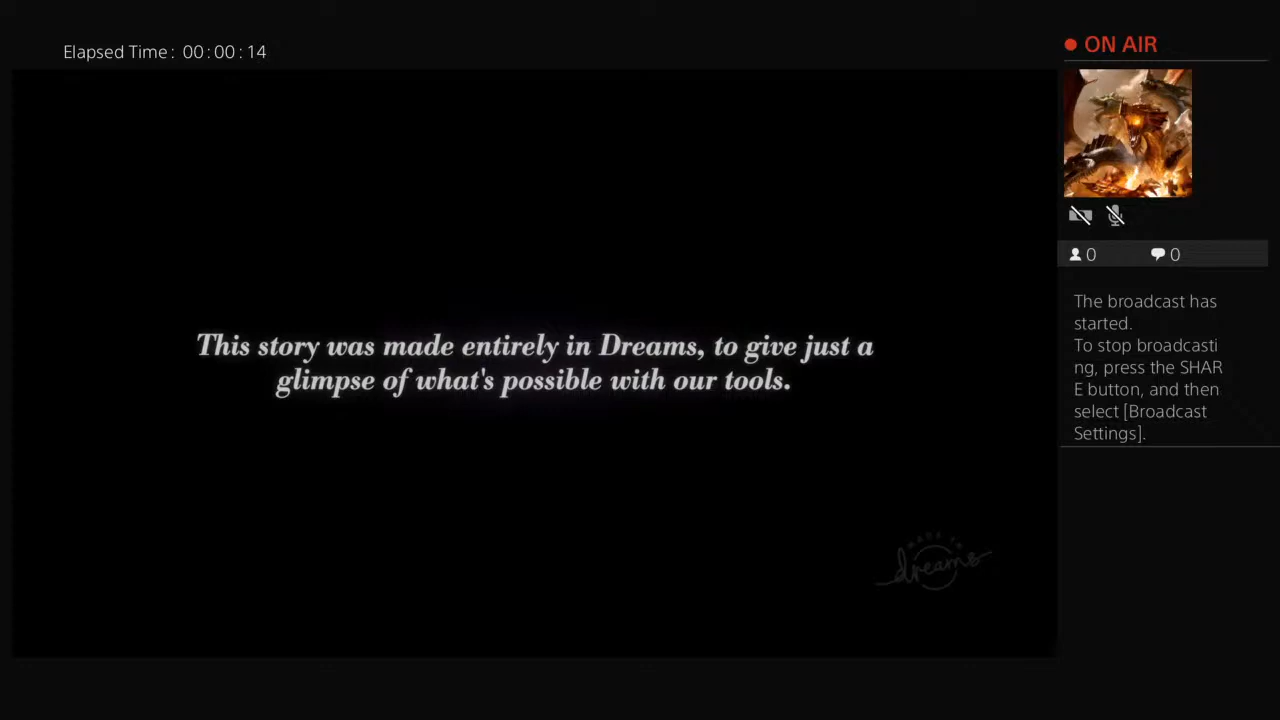 Elapsed Time: 00:00:14
ON AIR
0 0
The broadcast has
started.
To stop broadcasti
ng, press the SHAR
E button, and then
select [Broadcast
Settings].
This story was made entirely in Dreams, to give just a
glimpse of what's possible with our tools.
MADE IN
dreams